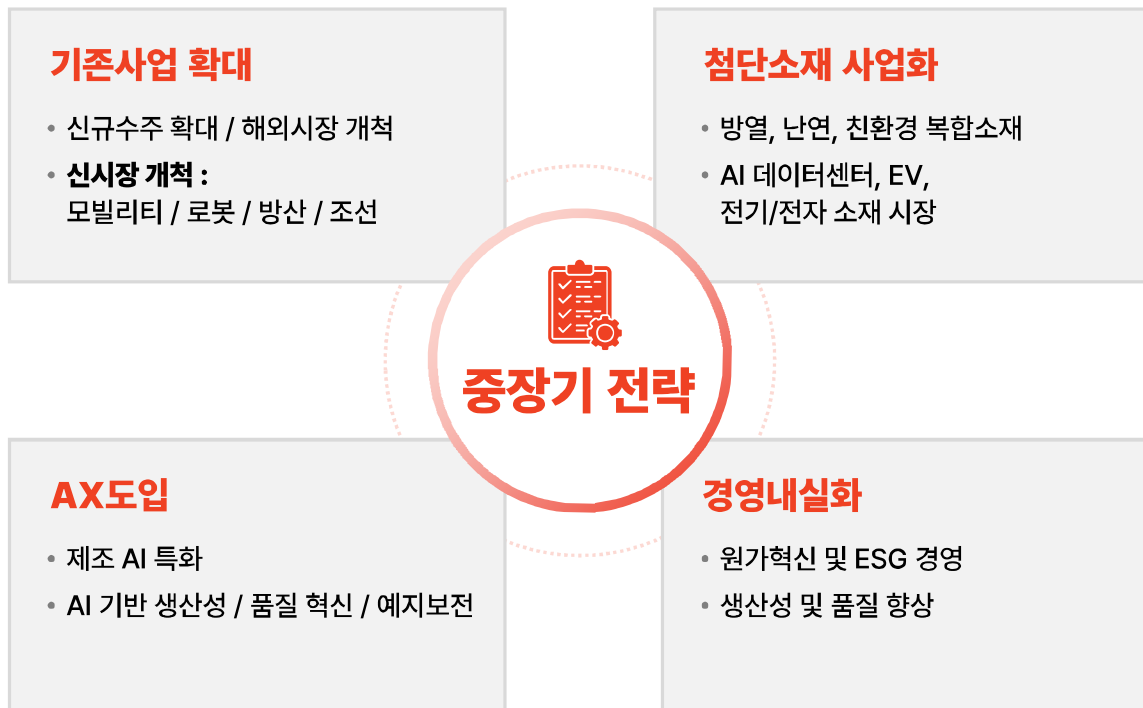 기존사업 확대
• 신규수주 확대 / 해외시장 개척
• 신시장 개척 :
모빌리티 / 로봇 / 방산 / 조선
첨단소재 사업화
• 방열, 난연, 친환경 복합소재
• AI 데이터센터, EV,
전기/전자 소재 시장
중장기 전략
AX도입
• 제조 AI 특화
• AI 기반 생산성 / 품질 혁신 / 예지보전
경영내실화
• 원가혁신 및 ESG 경영
• 생산성 및 품질 향상